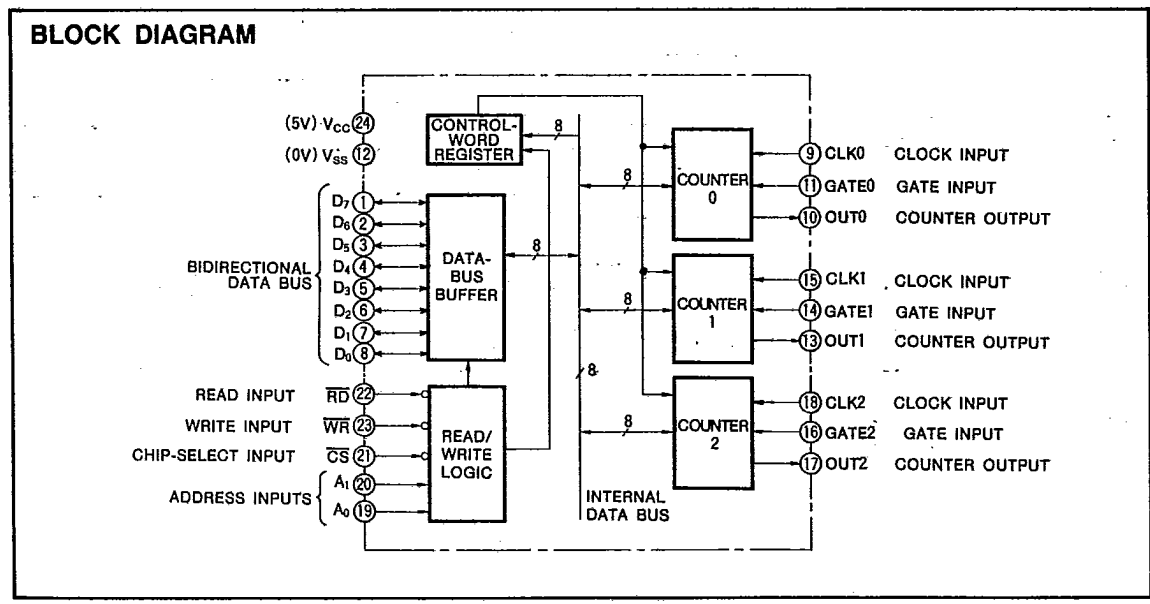 BLOCK DIAGRAM
(5V) VCC 24
(0V) VSS 12
D7 1
D6 2
D5 3
D4 4
D3 5
D2 6
D1 7
D0 8
BIDIRECTIONAL
DATA BUS
READ INPUT RD 22
WRITE INPUT WR 23
CHIP-SELECT INPUT CS 21
ADDRESS INPUTS
A1 20
A0 19
CONTROL-
WORD
REGISTER
8
DATA-
BUS
BUFFER
8
READ/
WRITE
LOGIC
8
INTERNAL
DATA BUS
8
COUNTER
0
8
COUNTER
1
8
COUNTER
2
9 CLK0 CLOCK INPUT
11 GATE0 GATE INPUT
10 OUT0 COUNTER OUTPUT
15 CLK1 CLOCK INPUT
14 GATE1 GATE INPUT
13 OUT1 COUNTER OUTPUT
18 CLK2 CLOCK INPUT
16 GATE2 GATE INPUT
17 OUT2 COUNTER OUTPUT